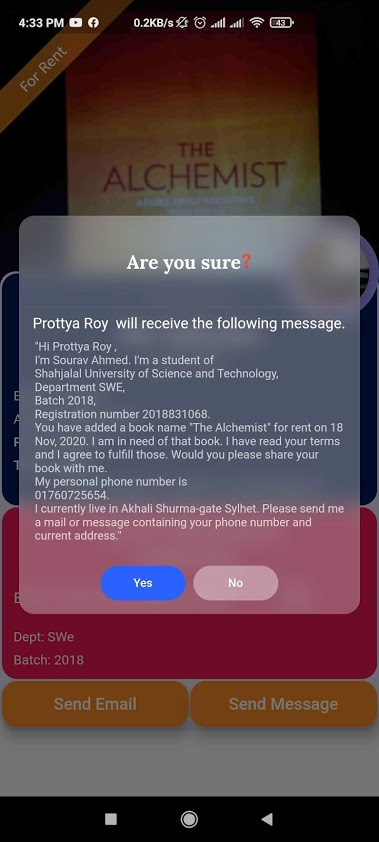 4:33 PM
0.2KB/s
43
For Rent
THE
ALCHEMIST
Are you sure?
Prottya Roy  will receive the following message.
"Hi Prottya Roy ,
I'm Sourav Ahmed. I'm a student of
Shahjalal University of Science and Technology,
Department SWE,
Batch 2018,
Registration number 2018831068.
You have added a book name "The Alchemist" for rent on 18
Nov, 2020. I am in need of that book. I have read your terms
and I agree to fulfill those. Would you please share your
book with me.
My personal phone number is
01760725654.
I currently live in Akhali Shurma-gate Sylhet. Please send me
a mail or message containing your phone number and
current address."
Yes
No
Dept: SWe
Batch: 2018
Send Email
Send Message